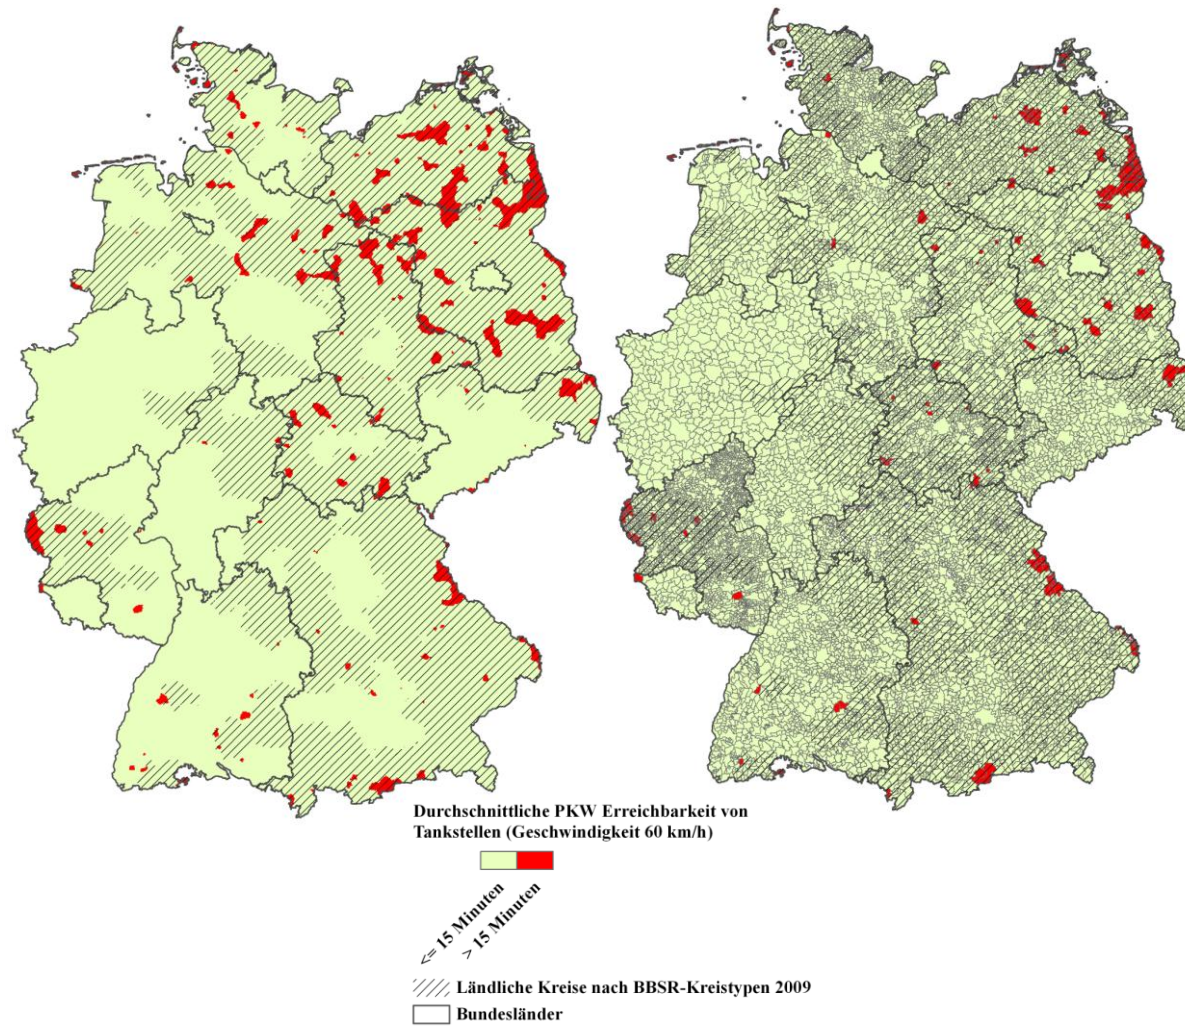 Durchschnittliche PKW Erreichbarkeit von
Tankstellen (Geschwindigkeit 60 km/h)
<= 15 Minuten
> 15 Minuten
Ländliche Kreise nach BBSR-Kreistypen 2009
Bundesländer